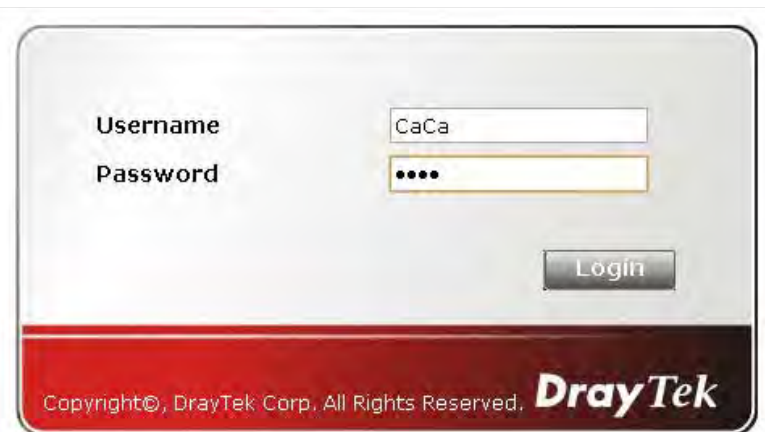 Username CaCa
Password ••••
Login
Copyright©, DrayTek Corp. All Rights Reserved. DrayTek